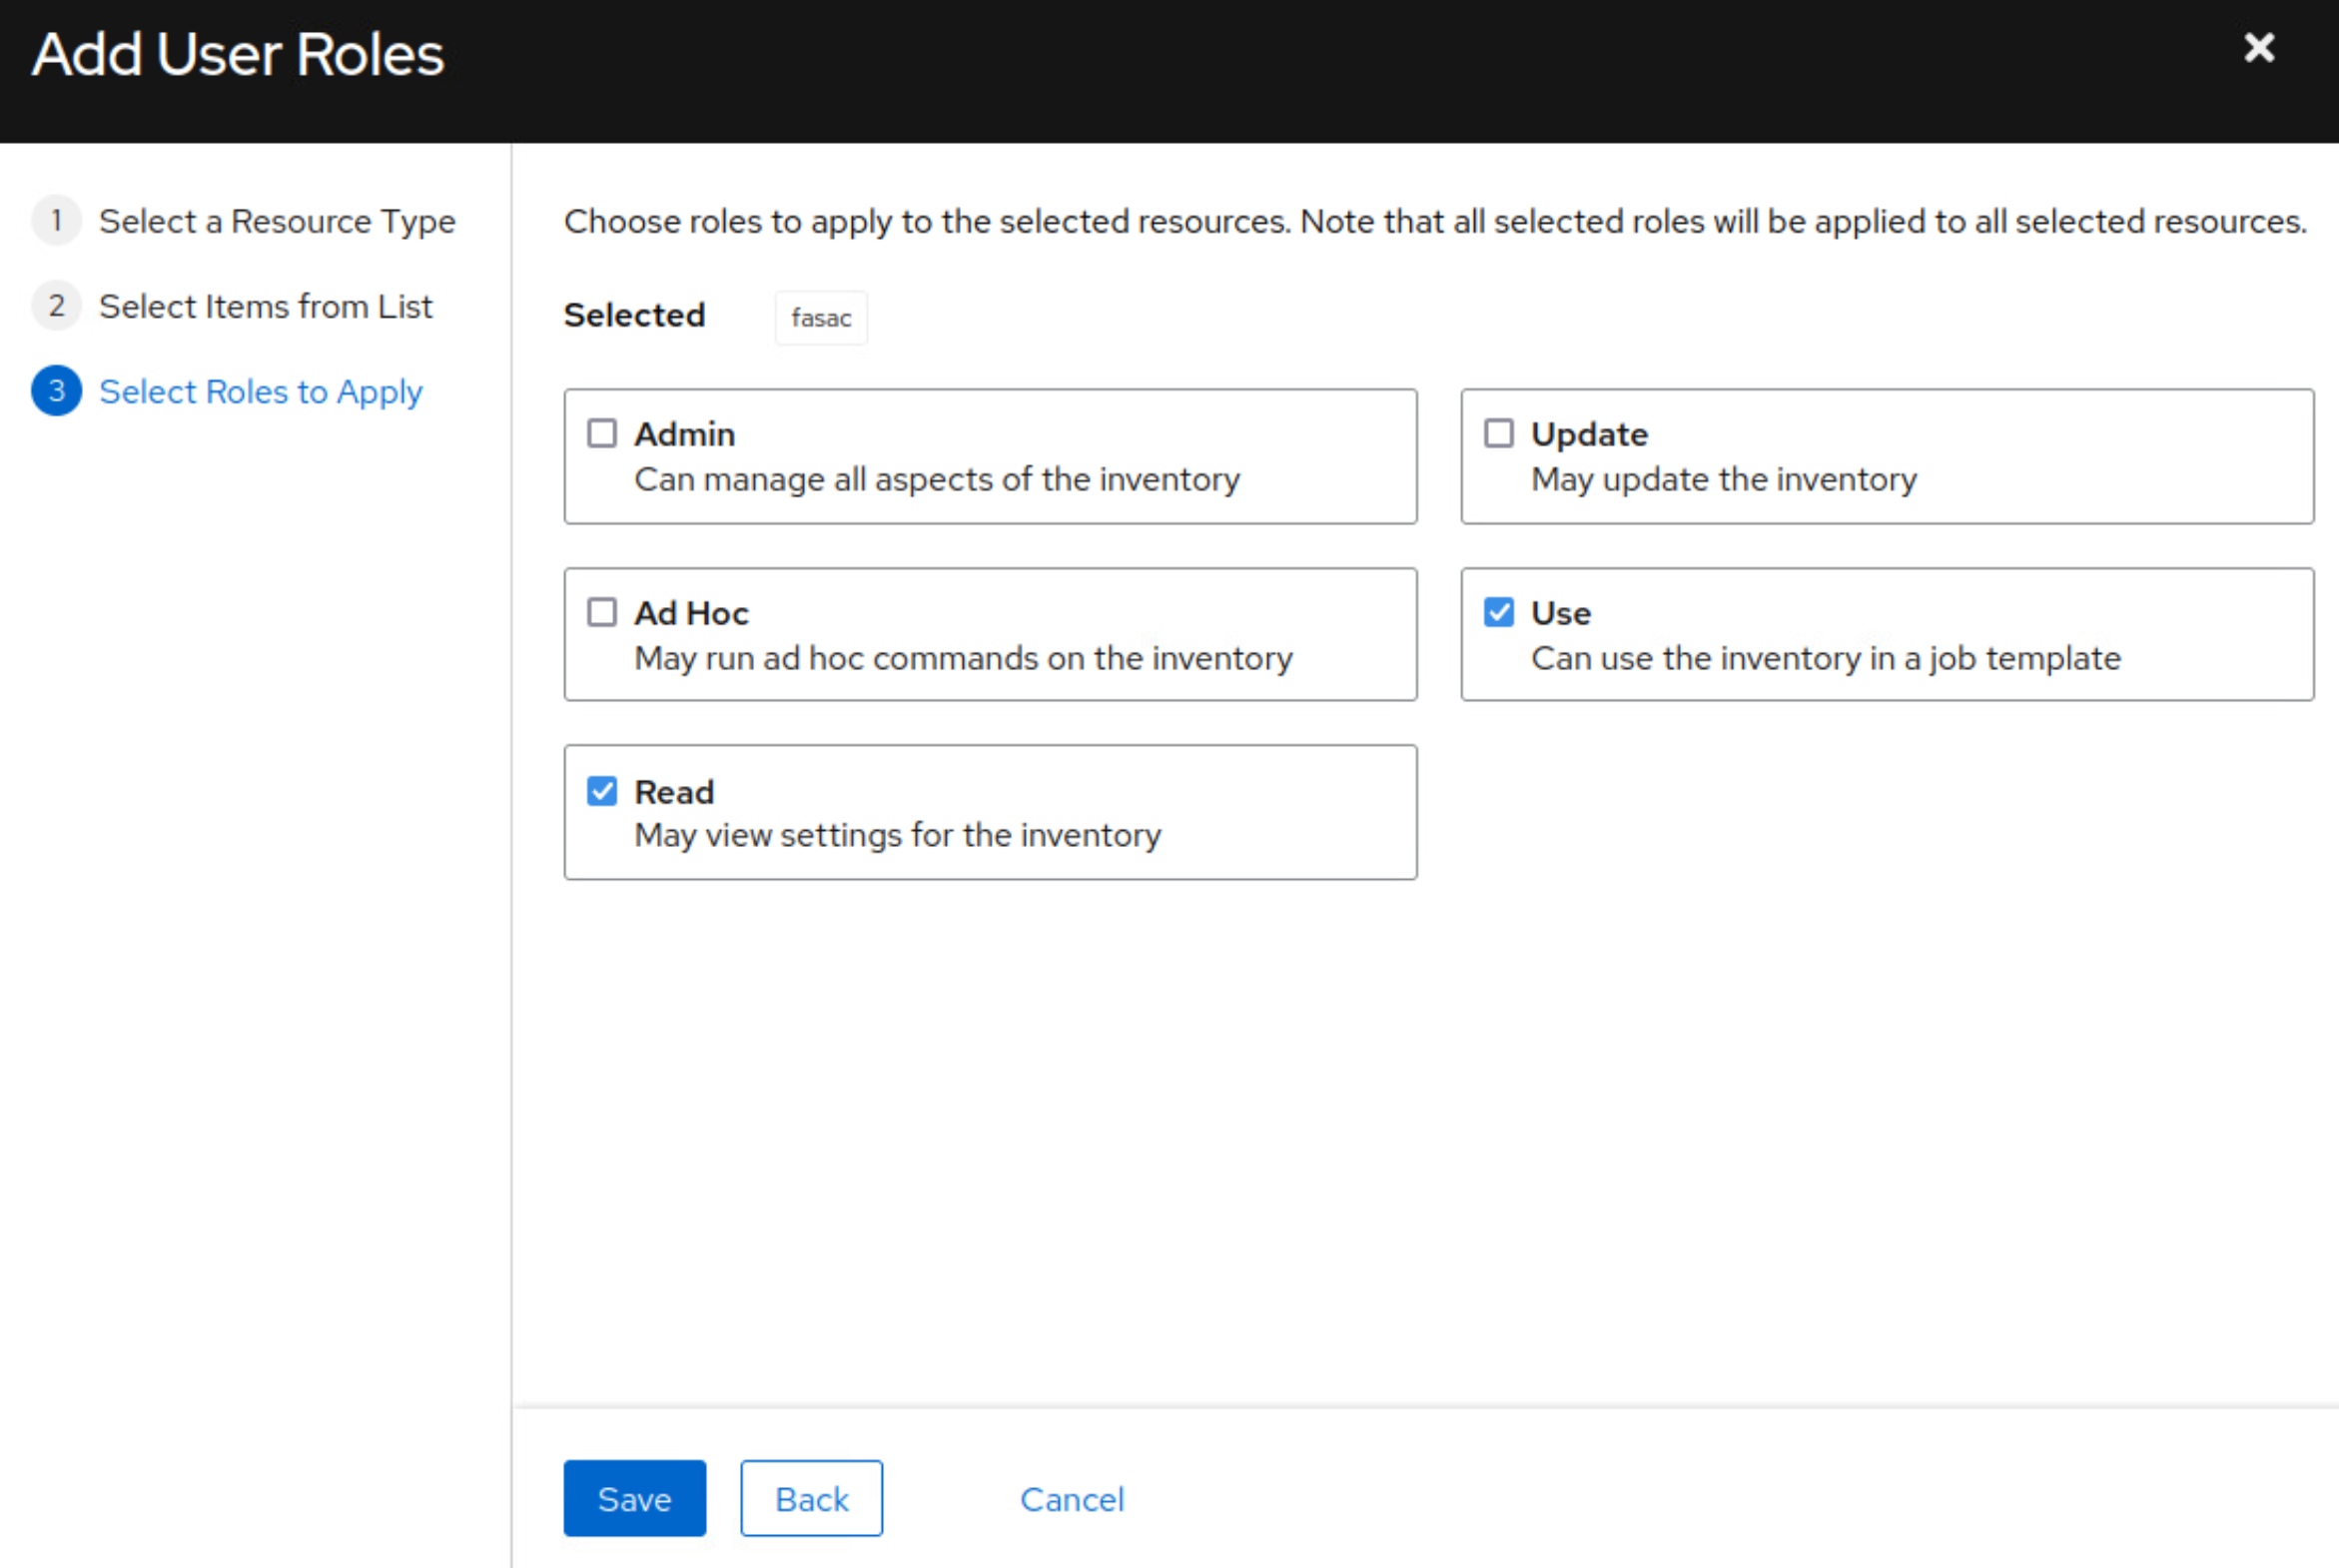 Add User Roles
1 Select a Resource Type
2 Select Items from List
3 Select Roles to Apply
Choose roles to apply to the selected resources. Note that all selected roles will be applied to all selected resources.
Selected fasac
Admin
Can manage all aspects of the inventory
Update
May update the inventory
Ad Hoc
May run ad hoc commands on the inventory
Use
Can use the inventory in a job template
Read
May view settings for the inventory
Save Back Cancel